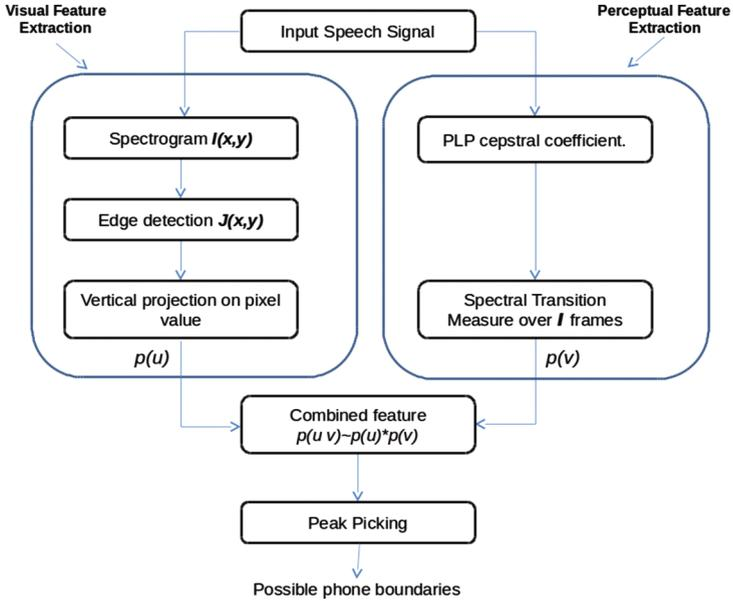 Visual Feature
Extraction
Perceptual Feature
Extraction
Input Speech Signal
Spectrogram I(x,y)
Edge detection J(x,y)
Vertical projection on pixel
value
p(u)
PLP cepstral coefficient.
Spectral Transition
Measure over I frames
p(v)
Combined feature
p(u v)~p(u)*p(v)
Peak Picking
Possible phone boundaries